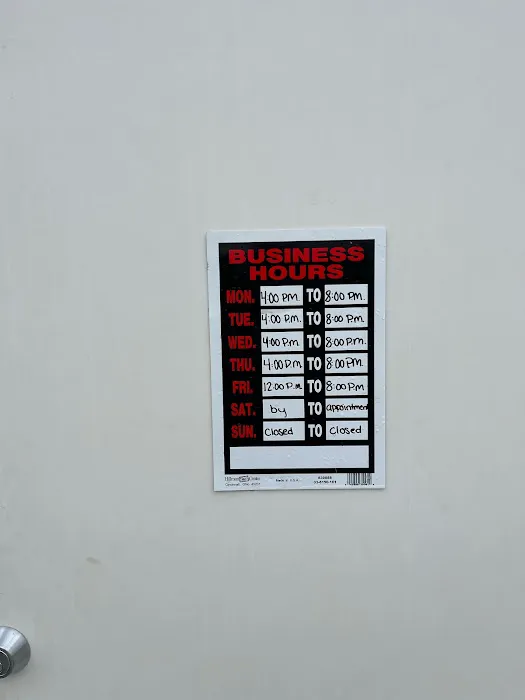 BUSINESS
HOURS
MON. 4:00 P.M. TO 8:00 P.M.
TUE. 4:00 P.M. TO 8:00 P.M.
WED. 4:00 P.M. TO 8:00 P.M.
THU. 4:00 P.M. TO 8:00 P.M.
FRI. 12:00 P.M. TO 8:00 P.M
SAT. by TO appointment
SUN. Closed TO Closed
Made in U.S.A.